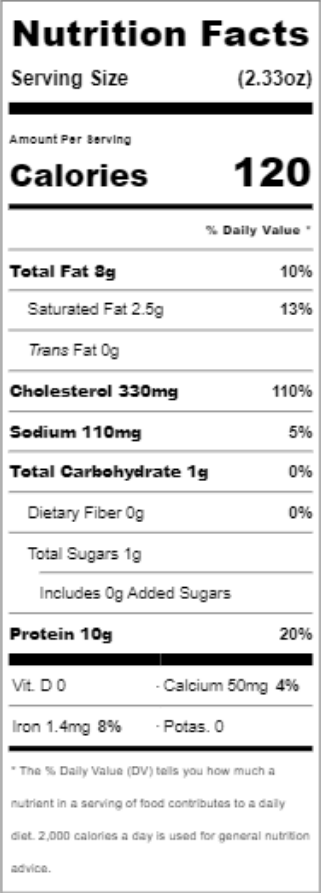 Nutrition Facts
Serving Size (2.33oz)
Amount Per Serving
Calories 120
% Daily Value *
Total Fat 8g 10%
Saturated Fat 2.5g 13%
Trans Fat 0g
Cholesterol 330mg 110%
Sodium 110mg 5%
Total Carbohydrate 1g 0%
Dietary Fiber 0g 0%
Total Sugars 1g
Includes 0g Added Sugars
Protein 10g 20%
Vit. D 0 · Calcium 50mg 4%
Iron 1.4mg 8% · Potas. 0
* The % Daily Value (DV) tells you how much a
nutrient in a serving of food contributes to a daily
diet. 2,000 calories a day is used for general nutrition
advice.